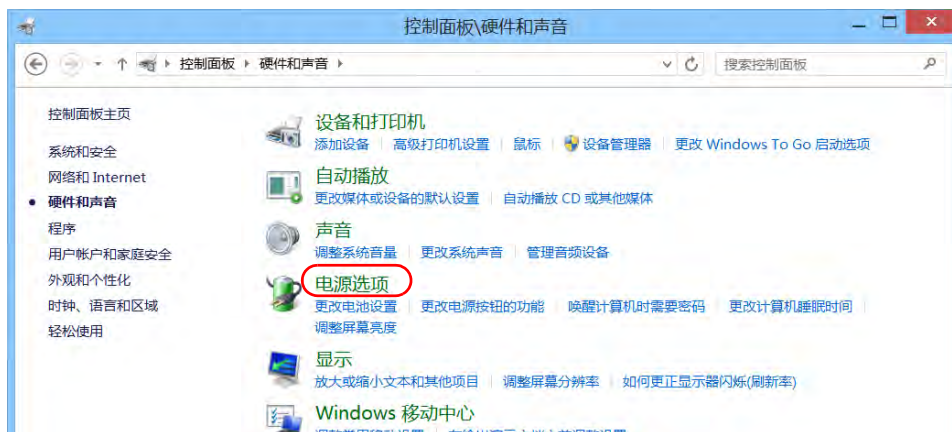 控制面板\硬件和声音
控制面板 硬件和声音
搜索控制面板
控制面板主页
系统和安全
网络和 Internet
硬件和声音
程序
用户帐户和家庭安全
外观和个性化
时钟、语言和区域
轻松使用
设备和打印机
添加设备 高级打印机设置 鼠标 设备管理器 更改 Windows To Go 启动选项
自动播放
更改媒体或设备的默认设置 自动播放 CD 或其他媒体
声音
调整系统音量 更改系统声音 管理音频设备
电源选项
更改电池设置 更改电源按钮的功能 唤醒计算机时需要密码 更改计算机睡眠时间
调整屏幕亮度
显示
放大或缩小文本和其他项目 调整屏幕分辨率 如何更正显示器闪烁(刷新率)
Windows 移动中心